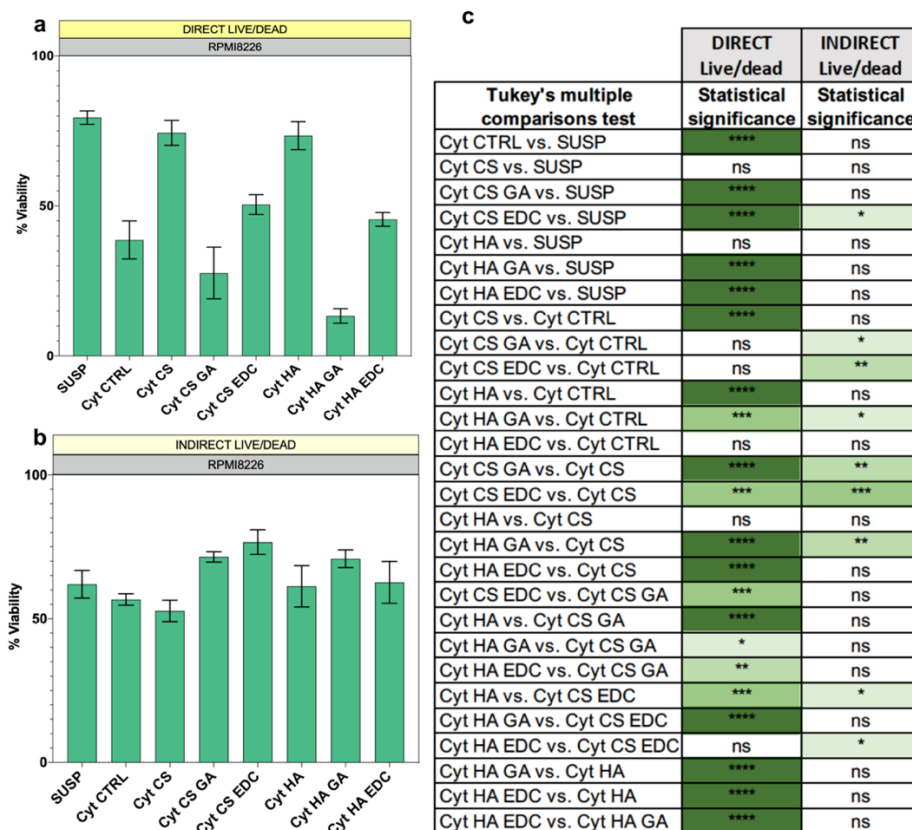 a
DIRECT LIVE/DEAD
RPMI8226
100
50
0
% Viability
SUSP
Cyt CTRL
Cyt CS
Cyt CS GA
Cyt CS EDC
Cyt HA
Cyt HA GA
Cyt HA EDC
b
INDIRECT LIVE/DEAD
RPMI8226
100
50
0
% Viability
SUSP
Cyt CTRL
Cyt CS
Cyt CS GA
Cyt CS EDC
Cyt HA
Cyt HA GA
Cyt HA EDC
c
DIRECT Live/dead INDIRECT Live/dead
Tukey's multiple comparisons test Statistical significance Statistical significance
Cyt CTRL vs. SUSP **** ns
Cyt CS vs. SUSP ns ns
Cyt CS GA vs. SUSP **** ns
Cyt CS EDC vs. SUSP **** *
Cyt HA vs. SUSP ns ns
Cyt HA GA vs. SUSP **** ns
Cyt HA EDC vs. SUSP **** ns
Cyt CS vs. Cyt CTRL **** ns
Cyt CS GA vs. Cyt CTRL ns *
Cyt CS EDC vs. Cyt CTRL ns **
Cyt HA vs. Cyt CTRL **** ns
Cyt HA GA vs. Cyt CTRL *** *
Cyt HA EDC vs. Cyt CTRL ns ns
Cyt CS GA vs. Cyt CS **** **
Cyt CS EDC vs. Cyt CS *** ***
Cyt HA vs. Cyt CS ns ns
Cyt HA GA vs. Cyt CS **** **
Cyt HA EDC vs. Cyt CS **** ns
Cyt CS EDC vs. Cyt CS GA *** ns
Cyt HA vs. Cyt CS GA **** ns
Cyt HA GA vs. Cyt CS GA * ns
Cyt HA EDC vs. Cyt CS GA ** ns
Cyt HA vs. Cyt CS EDC *** *
Cyt HA GA vs. Cyt CS EDC **** ns
Cyt HA EDC vs. Cyt CS EDC ns *
Cyt HA GA vs. Cyt HA **** ns
Cyt HA EDC vs. Cyt HA **** ns
Cyt HA EDC vs. Cyt HA GA **** ns